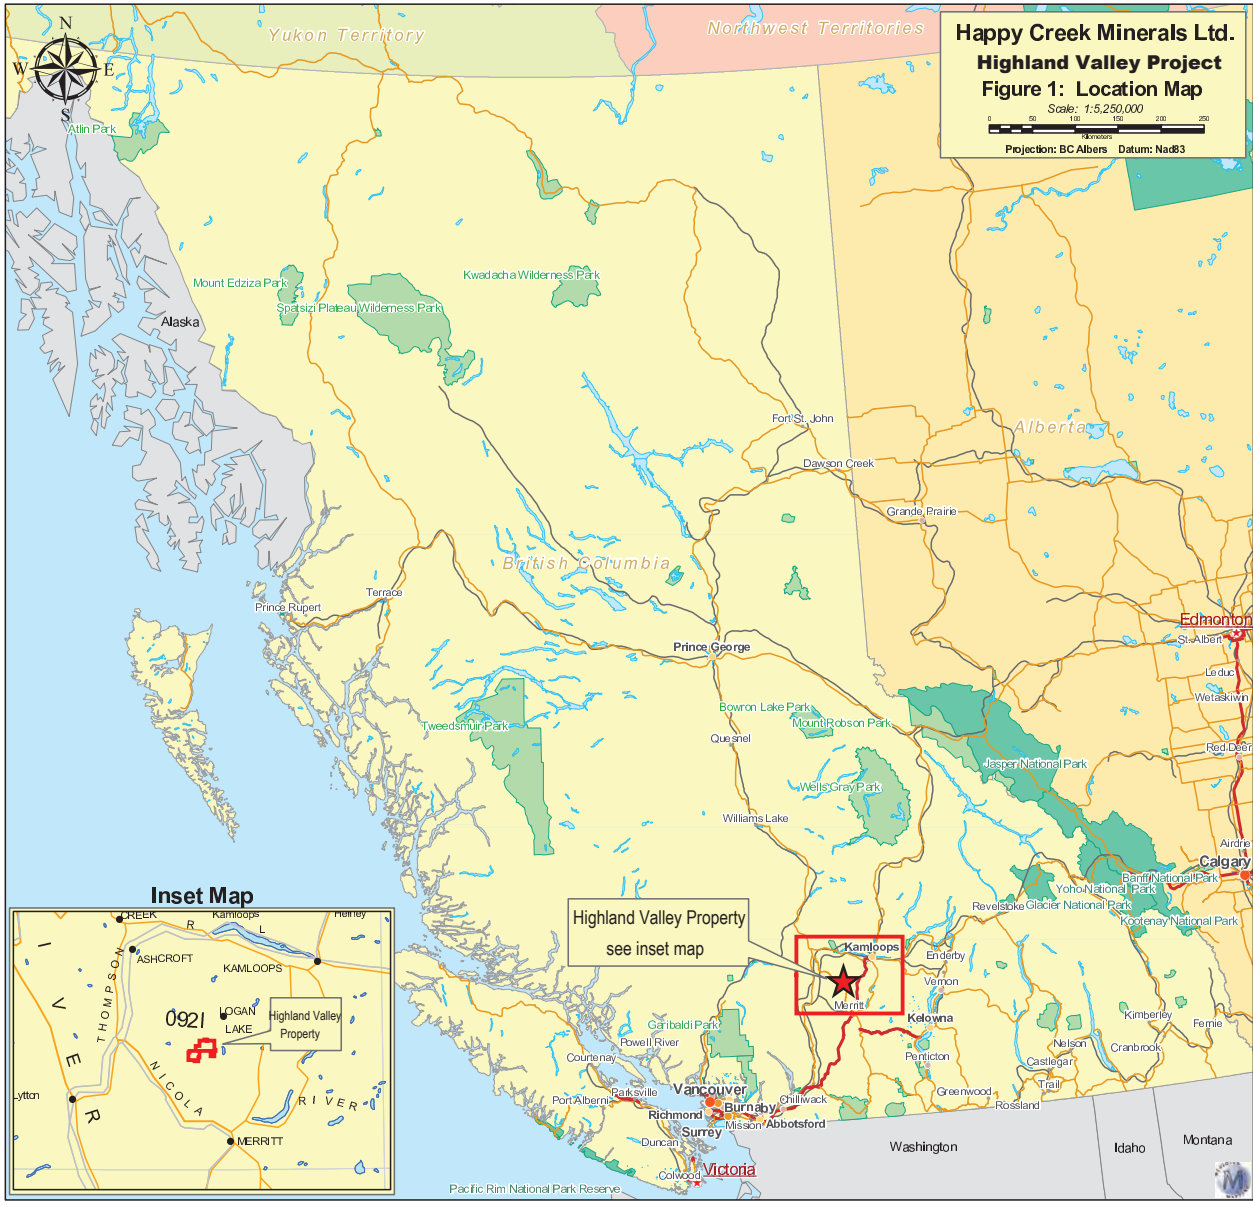 Yukon Territory
Northwest Territories
Happy Creek Minerals Ltd.
Highland Valley Project
Figure 1: Location Map
Scale: 1:5,250,000
0 50 100 150 200 250
Kilometers
Projection: BC Albers Datum: Nad83
N
W E
S
Atlin Park
Mount Edziza Park
Kwadacha Wilderness Park
Spatsizi Plateau Wilderness Park
Alaska
Fort St. John
Alberta
Dawson Creek
Grande Prairie
British Columbia
Terrace
Prince Rupert
Edmonton
St. Albert
Prince George
Leduc
Wetaskiwin
Bowron Lake Park
Mount Robson Park
Tweedsmuir Park
Quesnel
Red Deer
Jasper National Park
Wells Gray Park
Williams Lake
Airdrie
Calgary
Banff National Park
Yoho National Park
Revelstoke
Glacier National Park
Kootenay National Park
Highland Valley Property
see inset map
Kamloops
Enderby
Vernon
Merritt
Kelowna
Kimberley
Fernie
Garibaldi Park
Powell River
Nelson
Cranbrook
Courtenay
Penticton
Castlegar
Trail
Greenwood
Rossland
Port Alberni
Parksville
Vancouver
Burnaby
Chilliwack
Richmond
Mission
Abbotsford
Surrey
Duncan
Colwood
Victoria
Pacific Rim National Park Reserve
Washington
Idaho
Montana
M
Inset Map
CREEK
Kamloops
L
R
ASHCROFT
KAMLOOPS
THOMPSON
I
V
E
R
LOGAN
LAKE
092I
Highland Valley
Property
NICOLA
RIVER
Lytton
MERRITT